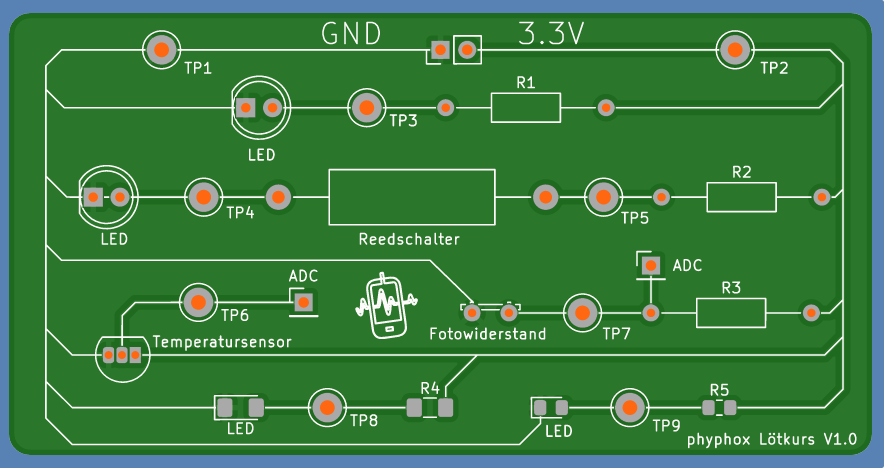 GND 3.3V
TP1
TP2
R1
TP3
LED
R2
TP4
TP5
LED
Reedschalter
ADC
ADC
R3
TP6
Fotowiderstand
TP7
Temperatursensor
R4
R5
TP8
LED
LED
TP9
phyphox Lötkurs V1.0